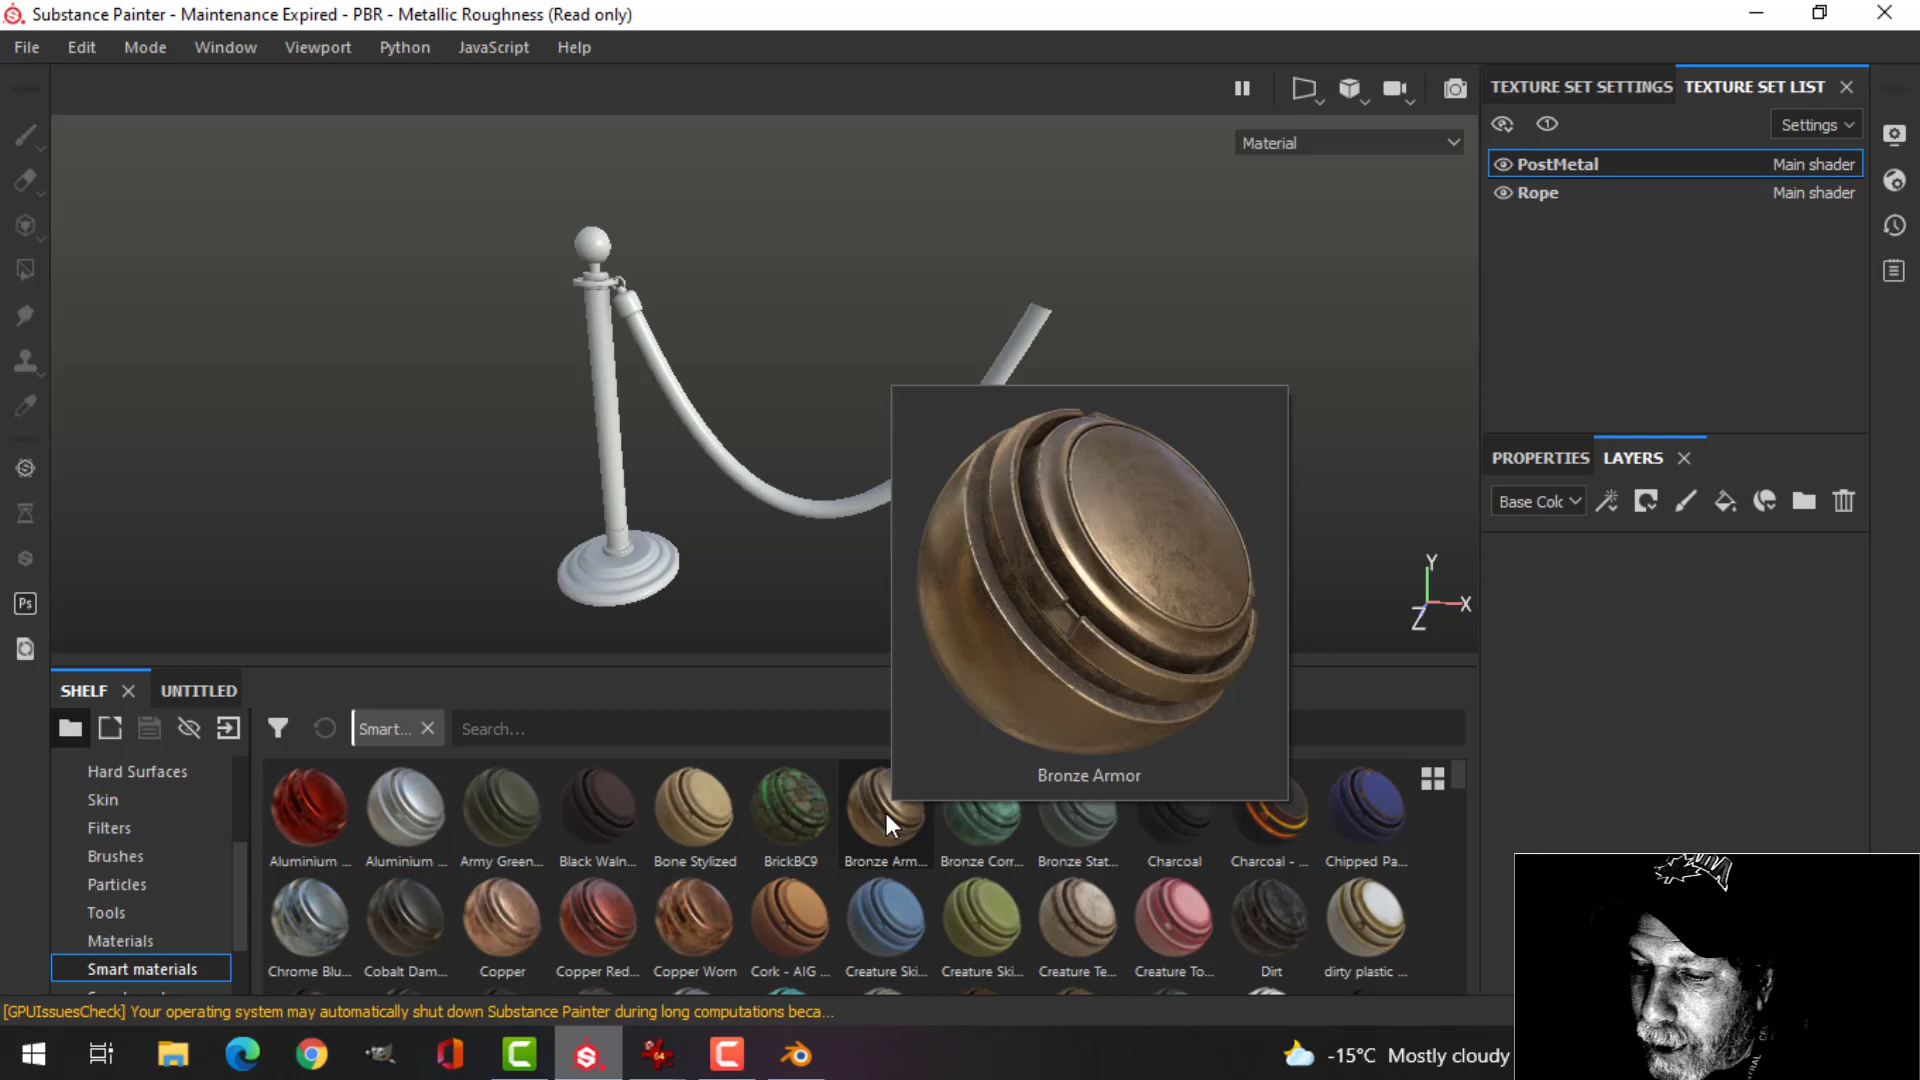 Substance Painter - Maintenance Expired - PBR - Metallic Roughness (Read only)
File Edit Mode Window Viewport Python JavaScript Help
TEXTURE SET SETTINGS TEXTURE SET LIST
Settings
Material
PostMetal Main shader
Rope Main shader
PROPERTIES LAYERS
Base Colo
Y
X
Z
Ps
SHELF UNTITLED
Smart...
Search...
Bronze Armor
Hard Surfaces
Skin
Filters
Brushes
Particles
Tools
Materials
Smart materials
Aluminium ... Aluminium ... Army Green... Black Waln... Bone Stylized BrickBC9 Bronze Arm... Bronze Corr... Bronze Stat... Charcoal Charcoal - ... Chipped Pa...
Chrome Blu... Cobalt Dam... Copper Copper Red... Copper Worn Cork - AIG ... Creature Ski... Creature Ski... Creature Te... Creature To... Dirt dirty plastic ...
[GPUIssuesCheck] Your operating system may automatically shut down Substance Painter during long computations beca...
-15°C Mostly cloudy